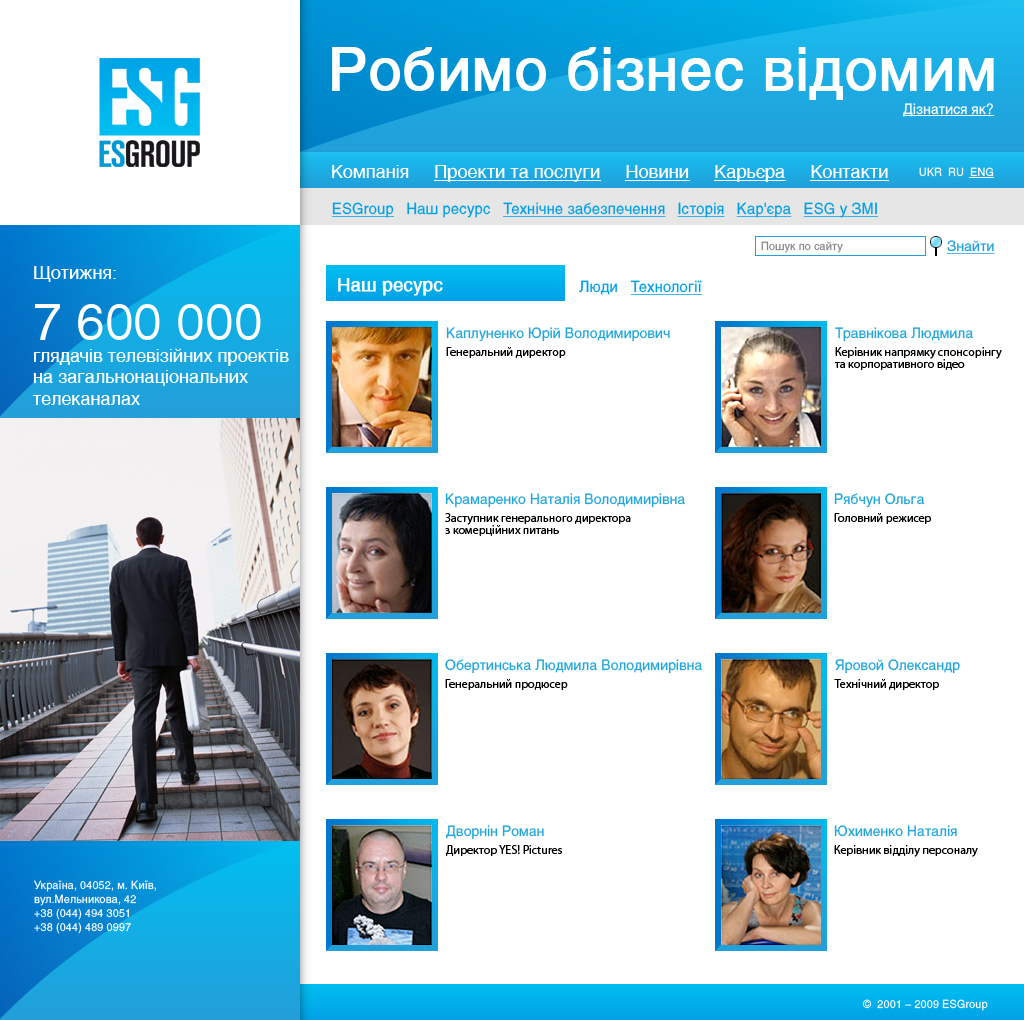 ESG
ESGROUP
Робимо бізнес відомим
Дізнатися як?
Компанія Проекти та послуги Новини Карьєра Контакти UKR RU ENG
ESGroup Наш ресурс Технічне забезпечення Історія Кар'єра ESG у ЗМІ
Пошук по сайту Знайти
Щотижня:
7 600 000
глядачів телевізійних проектів
на загальнонаціональних
телеканалах
Наш ресурс Люди Технології
Каплуненко Юрій Володимирович
Генеральний директор
Травнікова Людмила
Керівник напрямку спонсорінгу
та корпоративного відео
Крамаренко Наталія Володимирівна
Заступник генерального директора
з комерційних питань
Рябчун Ольга
Головний режисер
Обертинська Людмила Володимирівна
Генеральний продюсер
Яровой Олександр
Технічний директор
Дворнін Роман
Директор YES! Pictures
Юхименко Наталія
Керівник відділу персоналу
Україна, 04052, м. Київ,
вул.Мельникова, 42
+38 (044) 494 3051
+38 (044) 489 0997
© 2001 – 2009 ESGroup